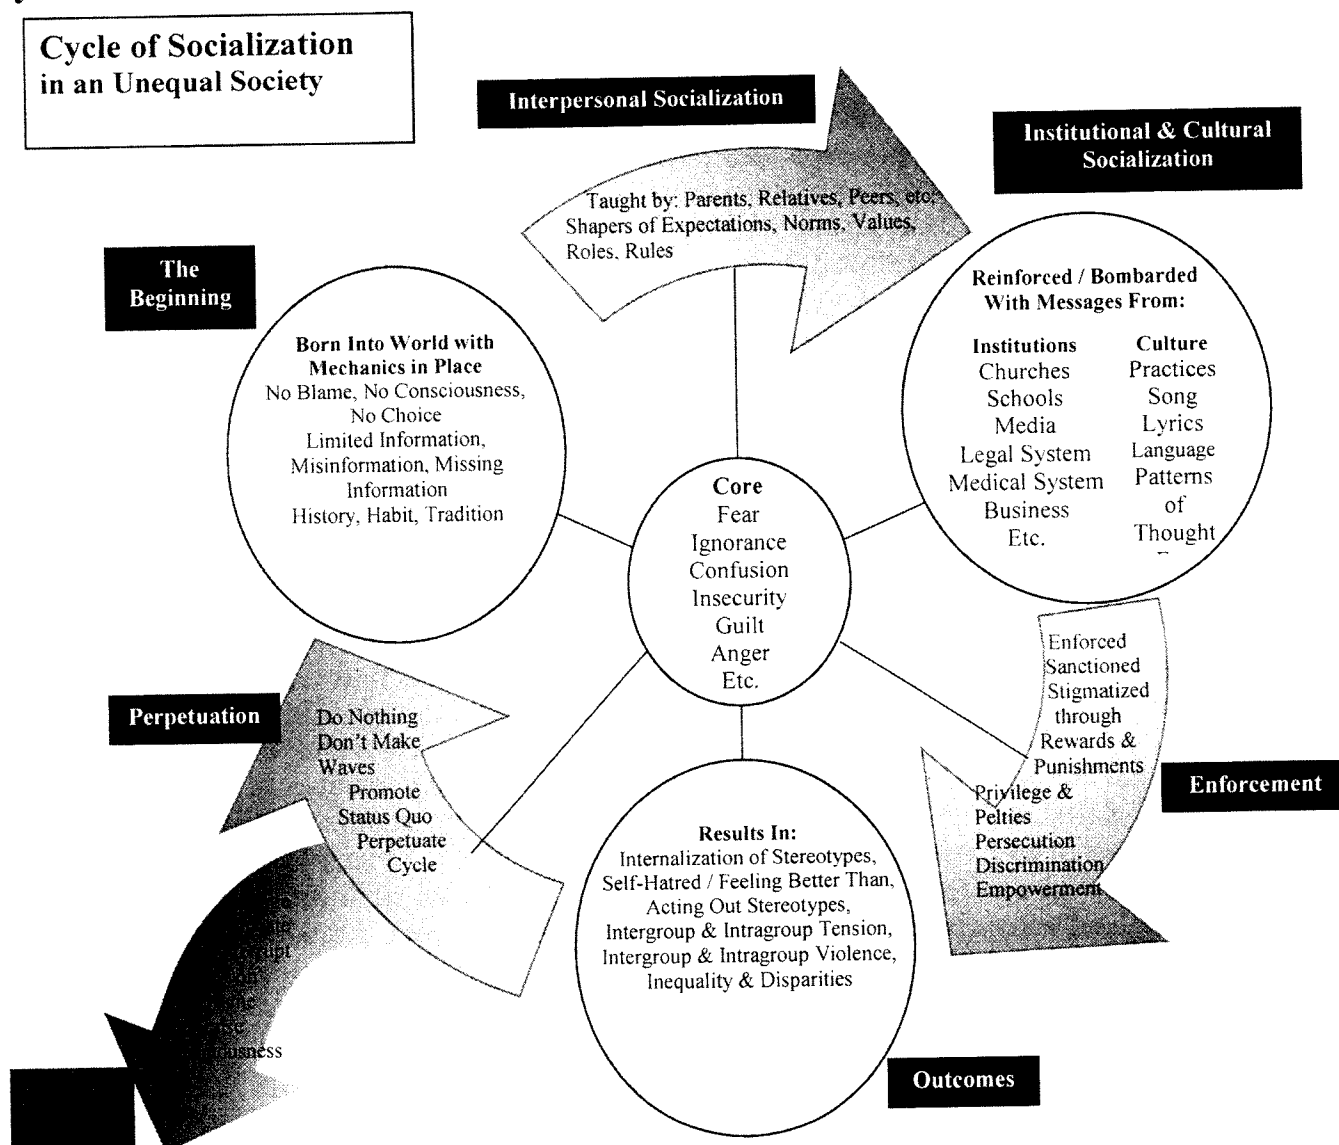 Cycle of Socialization
in an Unequal Society
Interpersonal Socialization
Taught by: Parents, Relatives, Peers, etc.
Shapers of Expectations, Norms, Values,
Roles, Rules
Institutional & Cultural
Socialization
Reinforced / Bombarded
With Messages From:
Institutions
Churches
Schools
Media
Legal System
Medical System
Business
Etc.
Culture
Practices
Song
Lyrics
Language
Patterns
of
Thought
The
Beginning
Born Into World with
Mechanics in Place
No Blame, No Consciousness,
No Choice
Limited Information,
Misinformation, Missing
Information
History, Habit, Tradition
Core
Fear
Ignorance
Confusion
Insecurity
Guilt
Anger
Etc.
Enforcement
Enforced
Sanctioned
Stigmatized
through
Rewards &
Punishments
Privilege &
Pelties
Persecution
Discrimination
Empowerment
Results In:
Internalization of Stereotypes,
Self-Hatred / Feeling Better Than,
Acting Out Stereotypes,
Intergroup & Intragroup Tension,
Intergroup & Intragroup Violence,
Inequality & Disparities
Outcomes
Perpetuation
Do Nothing
Don't Make
Waves
Promote
Status Quo
Perpetuate
Cycle